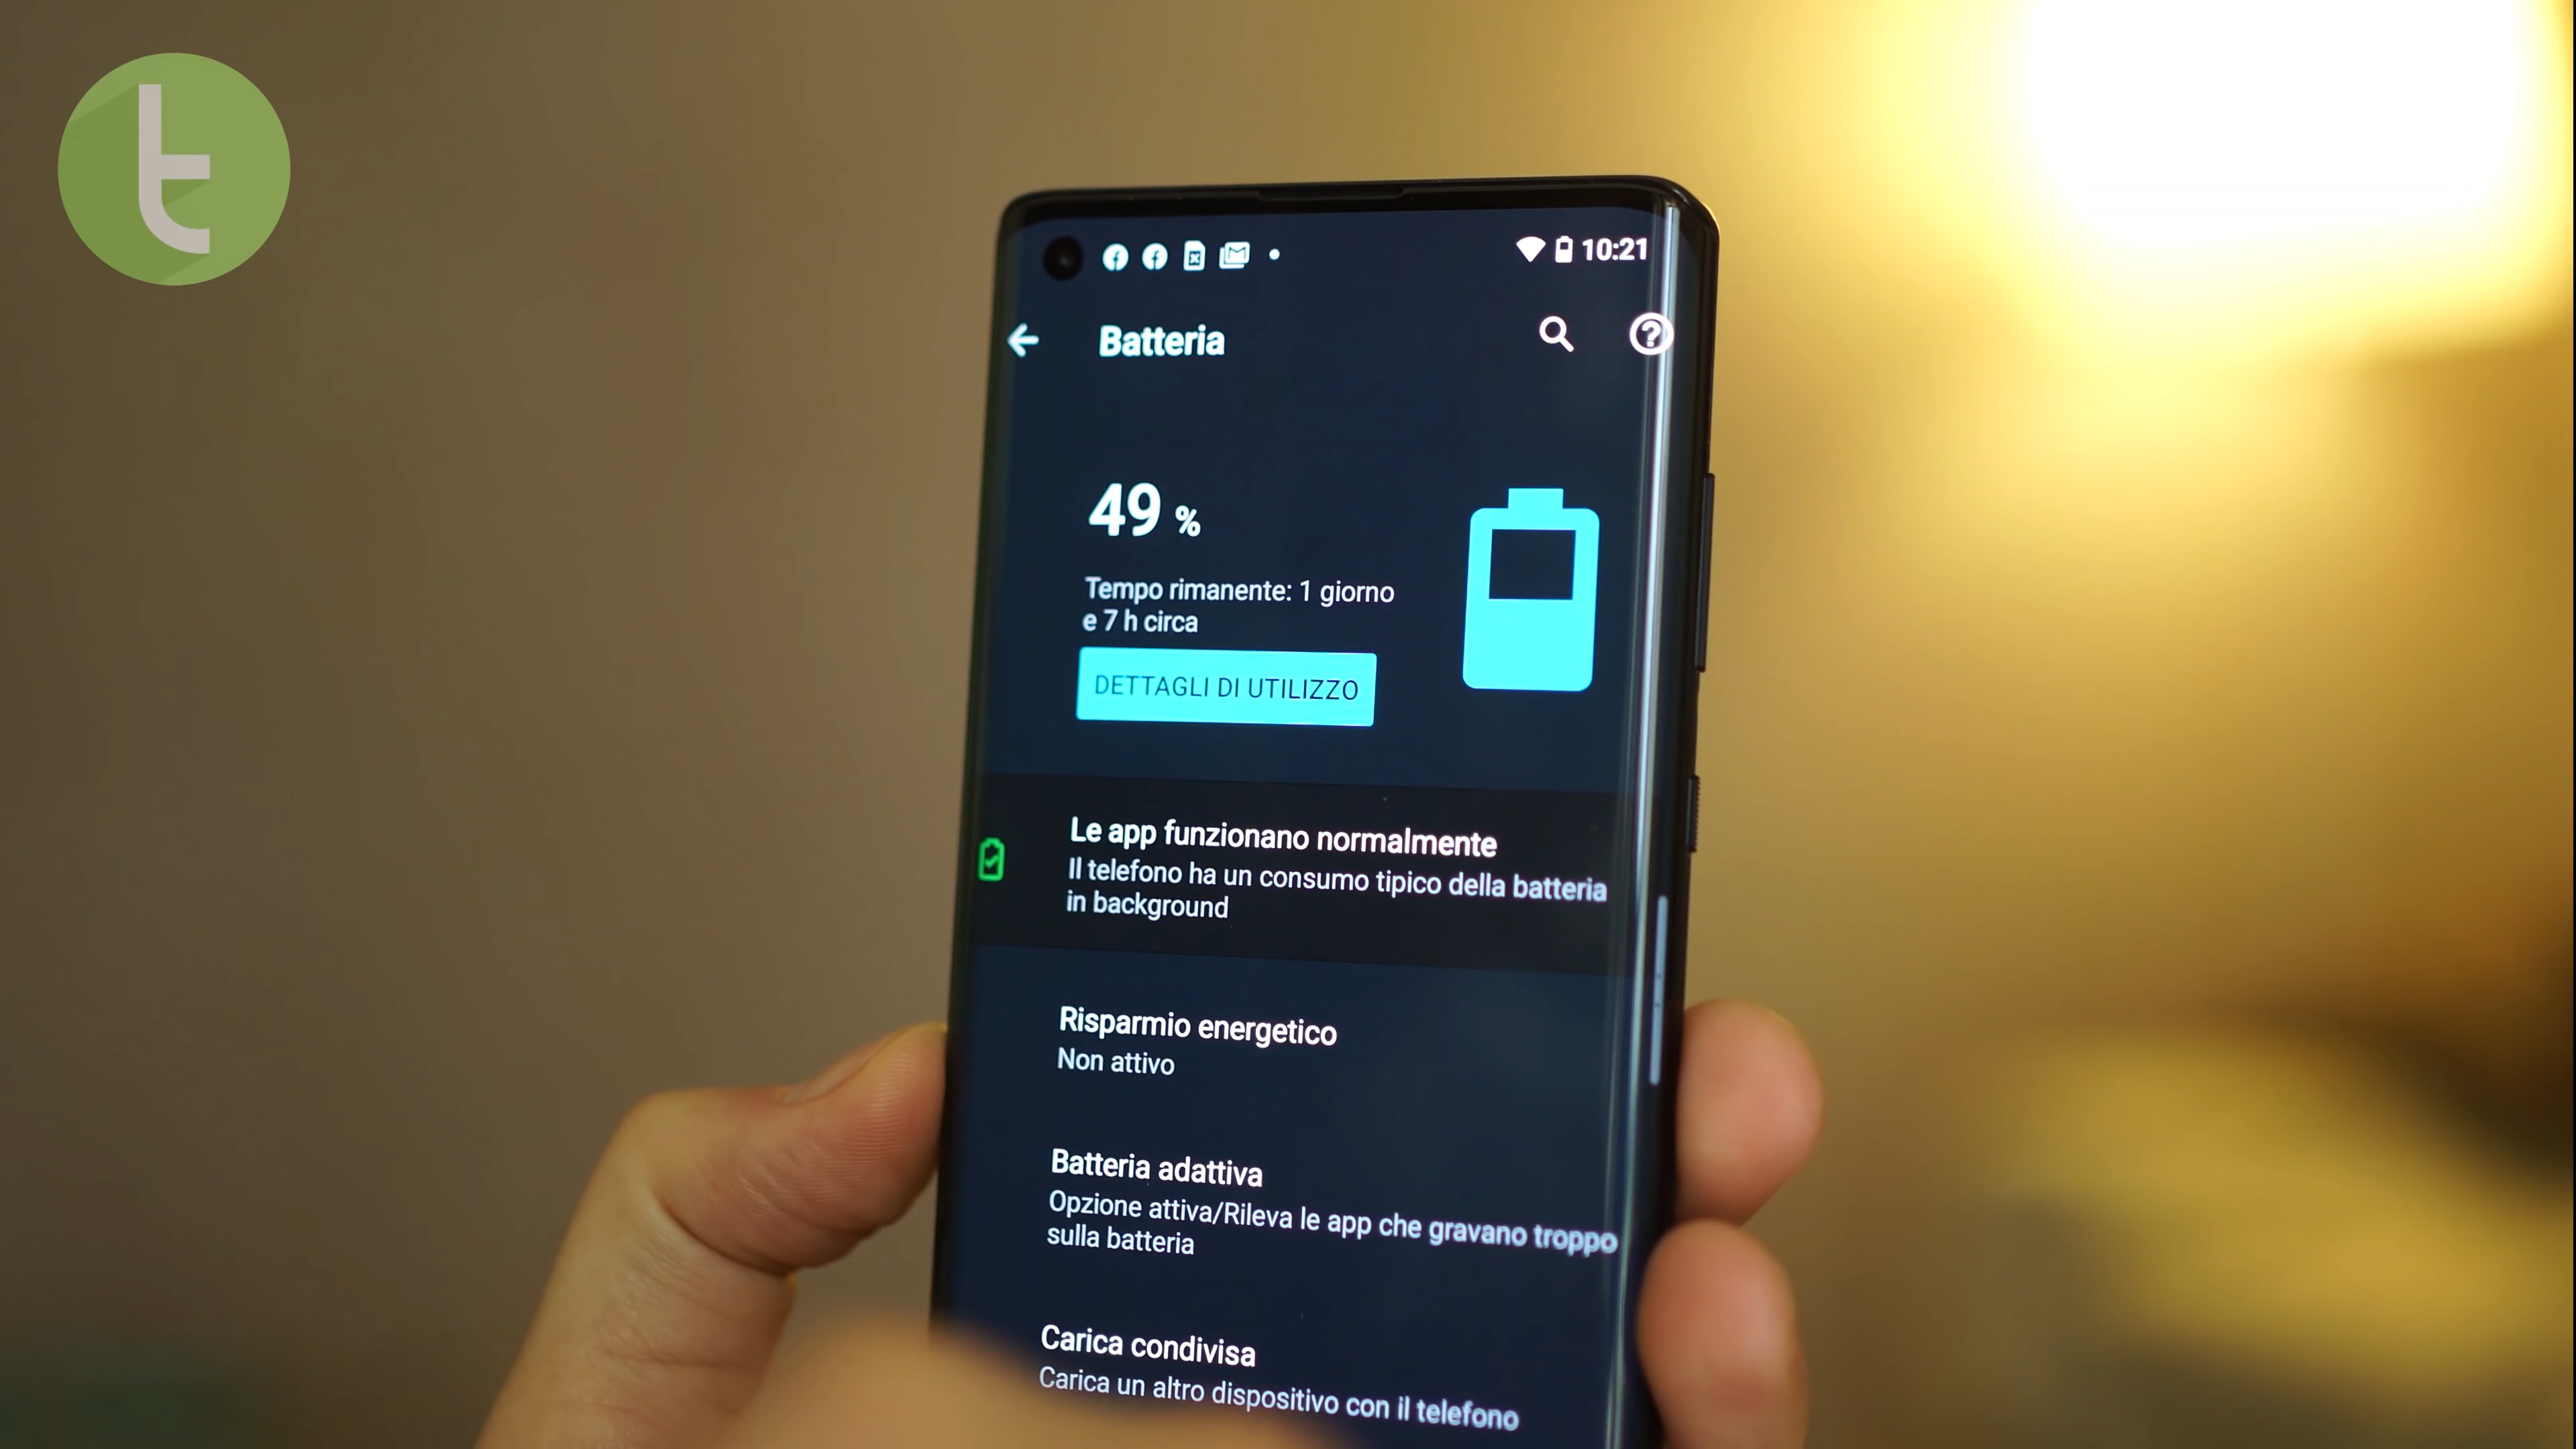 t
10:21
Batteria
49 %
Tempo rimanente: 1 giorno
e 7 h circa
DETTAGLI DI UTILIZZO
Le app funzionano normalmente
Il telefono ha un consumo tipico della batteria
in background
Risparmio energetico
Non attivo
Batteria adattiva
Opzione attiva/Rileva le app che gravano troppo
sulla batteria
Carica condivisa
Carica un altro dispositivo con il telefono